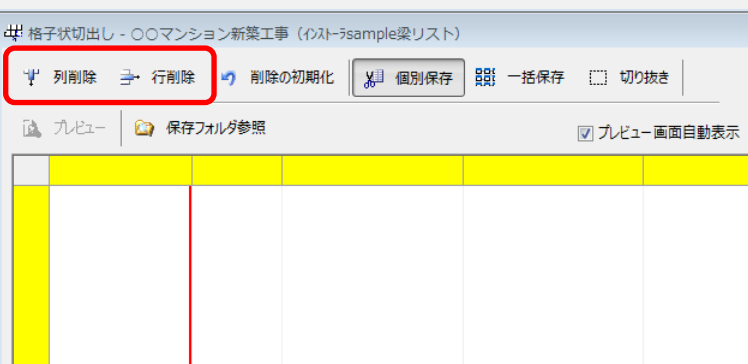 格子状切出し - ○○マンション新築工事（ｲﾝｽﾄｰﾗsample梁リスト）
列削除 行削除 削除の初期化 個別保存 一括保存 切り抜き
ﾌﾟﾚﾋﾞｭｰ 保存ﾌｫﾙﾀﾞ参照 ﾌﾟﾚﾋﾞｭｰ画面自動表示